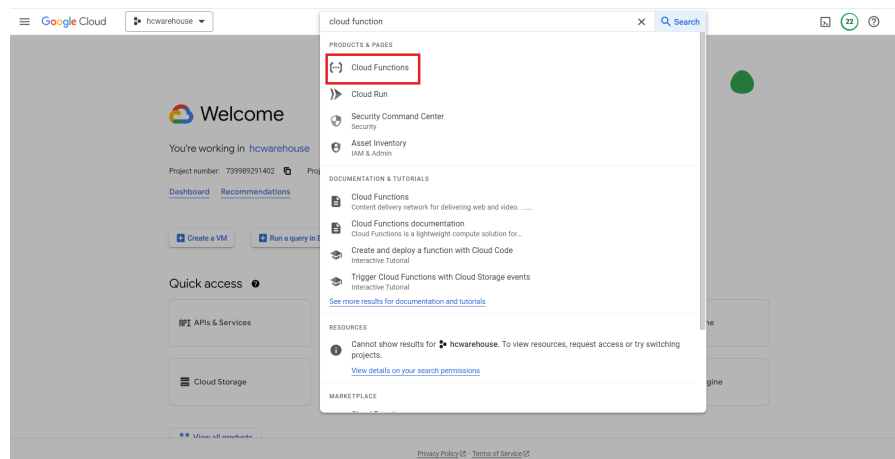 Google Cloud
hcwarehouse
cloud function
Search
22
PRODUCTS & PAGES
Cloud Functions
Cloud Run
Security Command Center
Security
Asset Inventory
IAM & Admin
DOCUMENTATION & TUTORIALS
Cloud Functions
Content delivery network for delivering web and video. ......
Cloud Functions documentation
Cloud Functions is a lightweight compute solution for...
Create and deploy a function with Cloud Code
Interactive Tutorial
Trigger Cloud Functions with Cloud Storage events
Interactive Tutorial
See more results for documentation and tutorials
RESOURCES
Cannot show results for hcwarehouse. To view resources, request access or try switching
projects.
View details on your search permissions
MARKETPLACE
Welcome
You're working in hcwarehouse
Project number: 739989291402
Dashboard Recommendations
Create a VM
Run a query in
Quick access
API APIs & Services
Cloud Storage
View all products
Privacy Policy · Terms of Service